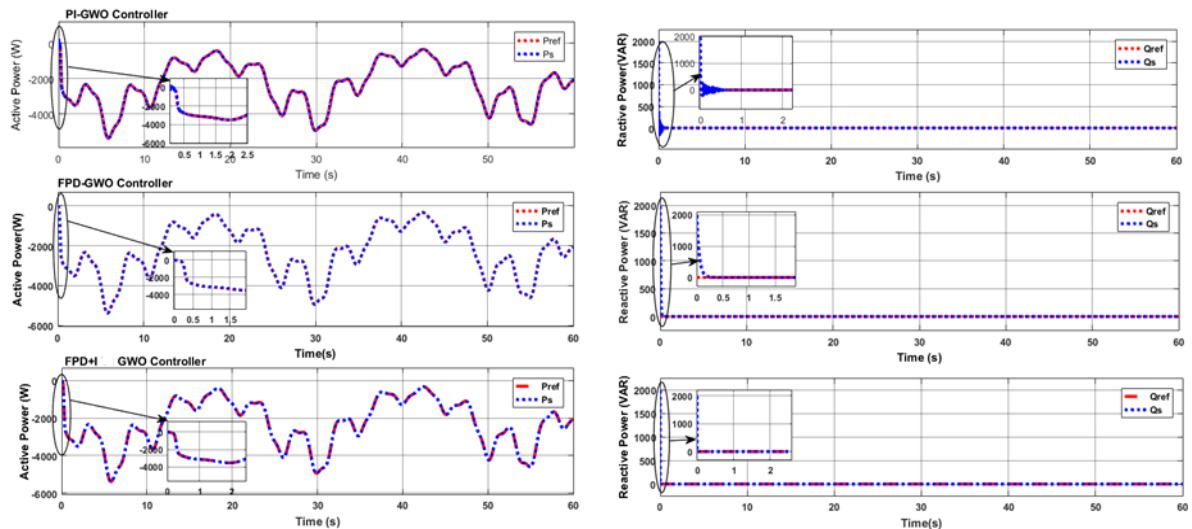 PI-GWO Controller
Active Power (W)
0
-2000
-4000
Pref
Ps
0
-2000
-4000
-6000
0.5 1 1.5 2 2.5
0 10 20 30 40 50 60
Time (s)
Ractive Power(VAR)
2000
1500
1000
500
0
Qref
Qs
2000
1000
0
0 1 2
0 10 20 30 40 50 60
Time (s)
FPD-GWO Controller
Active Power(W)
0
-2000
-4000
-6000
Pref
Ps
0
-2000
-4000
0 0.5 1 1.5
0 10 20 30 40 50 60
Time(s)
Reactive Power (VAR)
2000
1500
1000
500
0
Qref
Qs
2000
1000
0
0 0.5 1 1.5
0 10 20 30 40 50 60
Time (s)
FPD+I GWO Controller
Active Power (W)
0
-2000
-4000
-6000
Pref
Ps
0
-2000
-4000
0 1 2
0 10 20 30 40 50 60
Time (s)
Reactive Power (VAR)
2000
1500
1000
500
0
Qref
Qs
2000
1500
1000
500
0
0 1 2
0 10 20 30 40 50 60
Time(s)